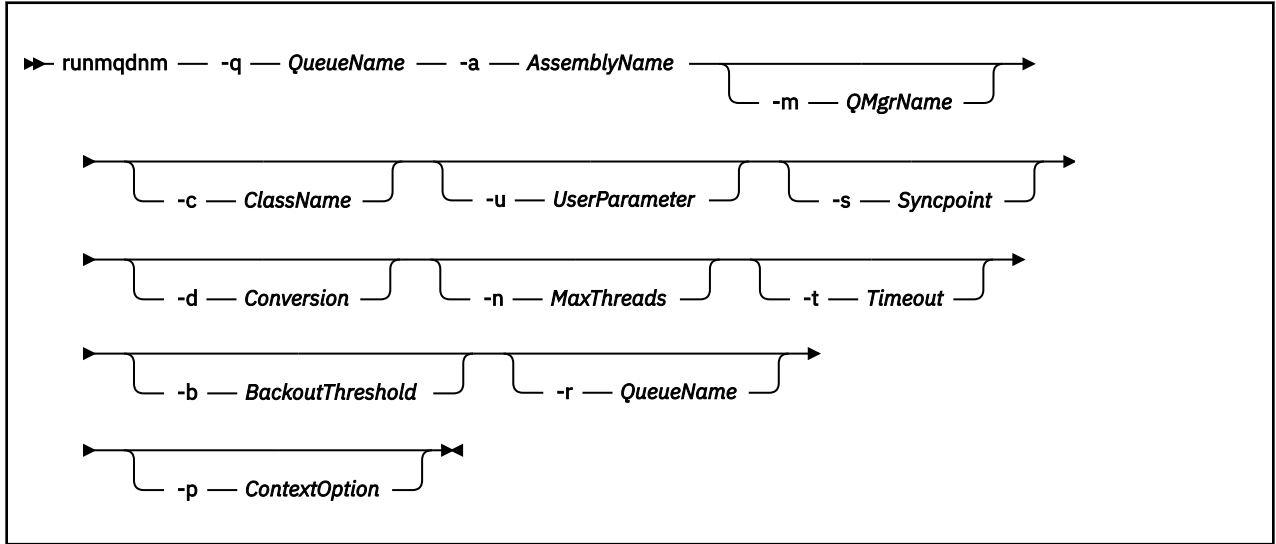 runmqdnm -q QueueName -a AssemblyName
-m QMgrName
-c ClassName -u UserParameter -s Syncpoint
-d Conversion -n MaxThreads -t Timeout
-b BackoutThreshold -r QueueName
-p ContextOption